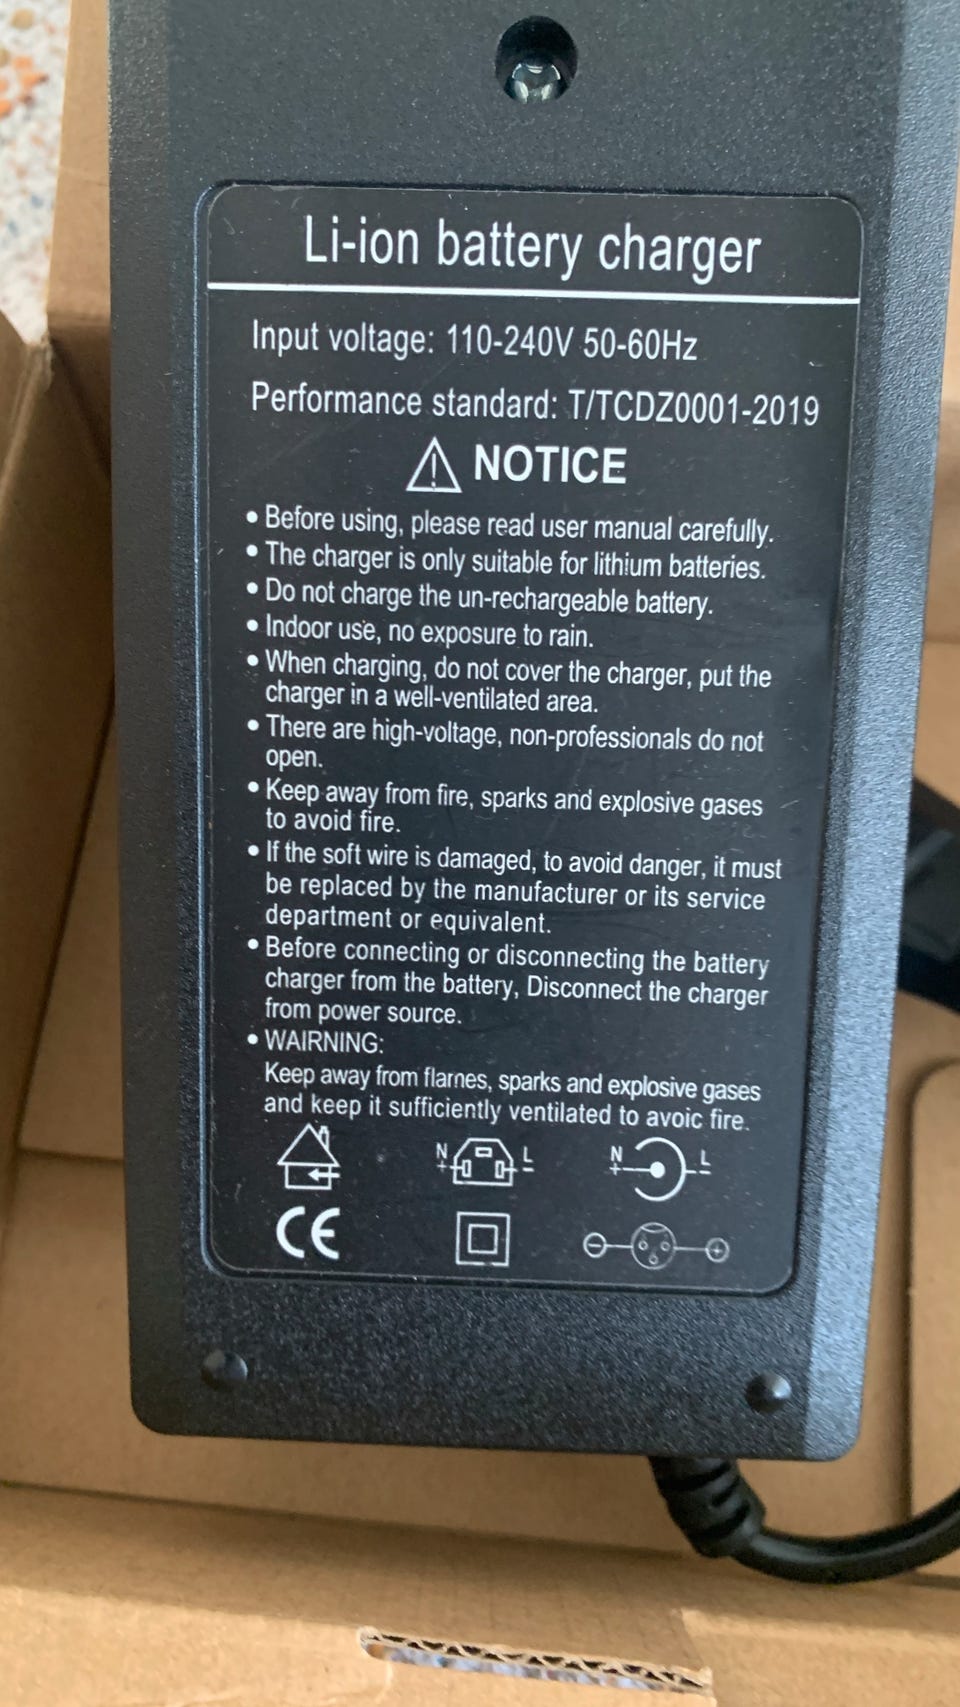 Li-ion battery charger
Input voltage: 110-240V 50-60Hz
Performance standard: T/TCDZ0001-2019
NOTICE
• Before using, please read user manual carefully.
• The charger is only suitable for lithium batteries.
• Do not charge the un-rechargeable battery.
• Indoor use, no exposure to rain.
• When charging, do not cover the charger, put the
charger in a well-ventilated area.
• There are high-voltage, non-professionals do not
open.
• Keep away from fire, sparks and explosive gases
to avoid fire.
• If the soft wire is damaged, to avoid danger, it must
be replaced by the manufacturer or its service
department or equivalent.
• Before connecting or disconnecting the battery
charger from the battery, Disconnect the charger
from power source.
• WAIRNING:
Keep away from flarnes, sparks and explosive gases
and keep it sufficiently ventilated to avoic fire.
N + L − N + L −
CE − +